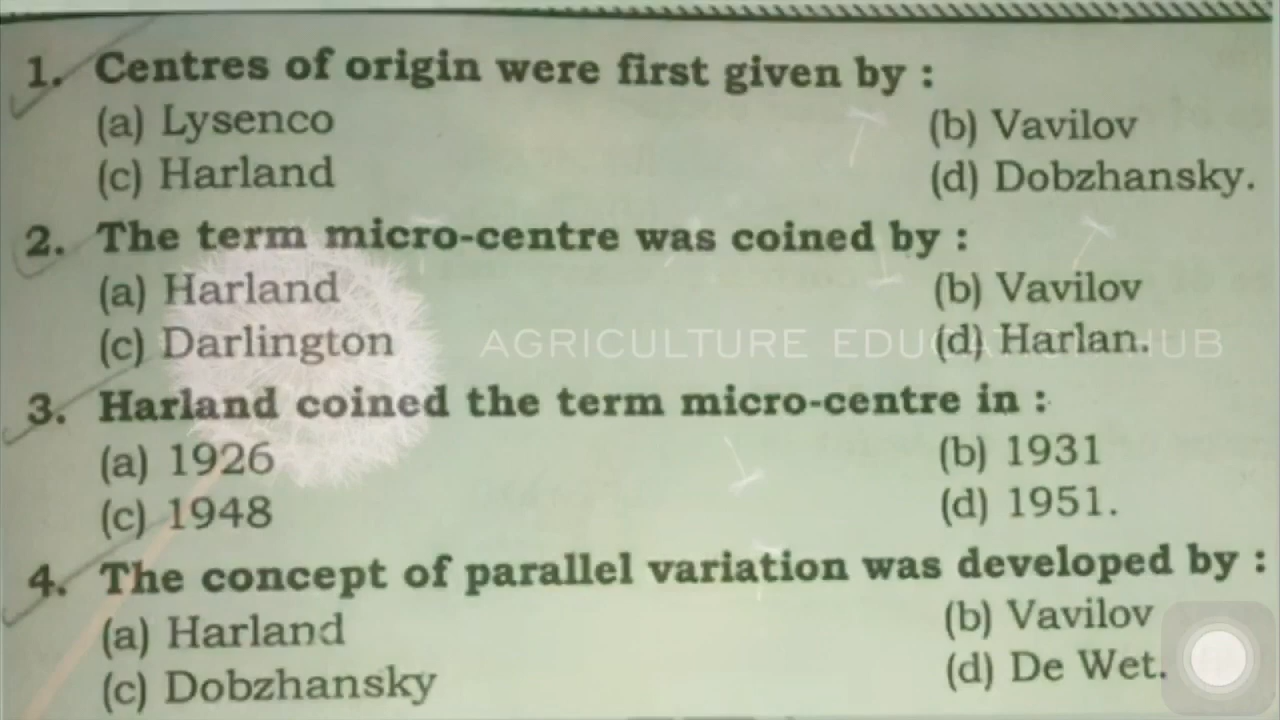 1. Centres of origin were first given by :
(a) Lysenco (b) Vavilov
(c) Harland (d) Dobzhansky.
2. The term micro-centre was coined by :
(a) Harland (b) Vavilov
(c) Darlington (d) Harlan.
AGRICULTURE EDUCATION HUB
3. Harland coined the term micro-centre in :
(a) 1926 (b) 1931
(c) 1948 (d) 1951.
4. The concept of parallel variation was developed by :
(a) Harland (b) Vavilov
(c) Dobzhansky (d) De Wet.